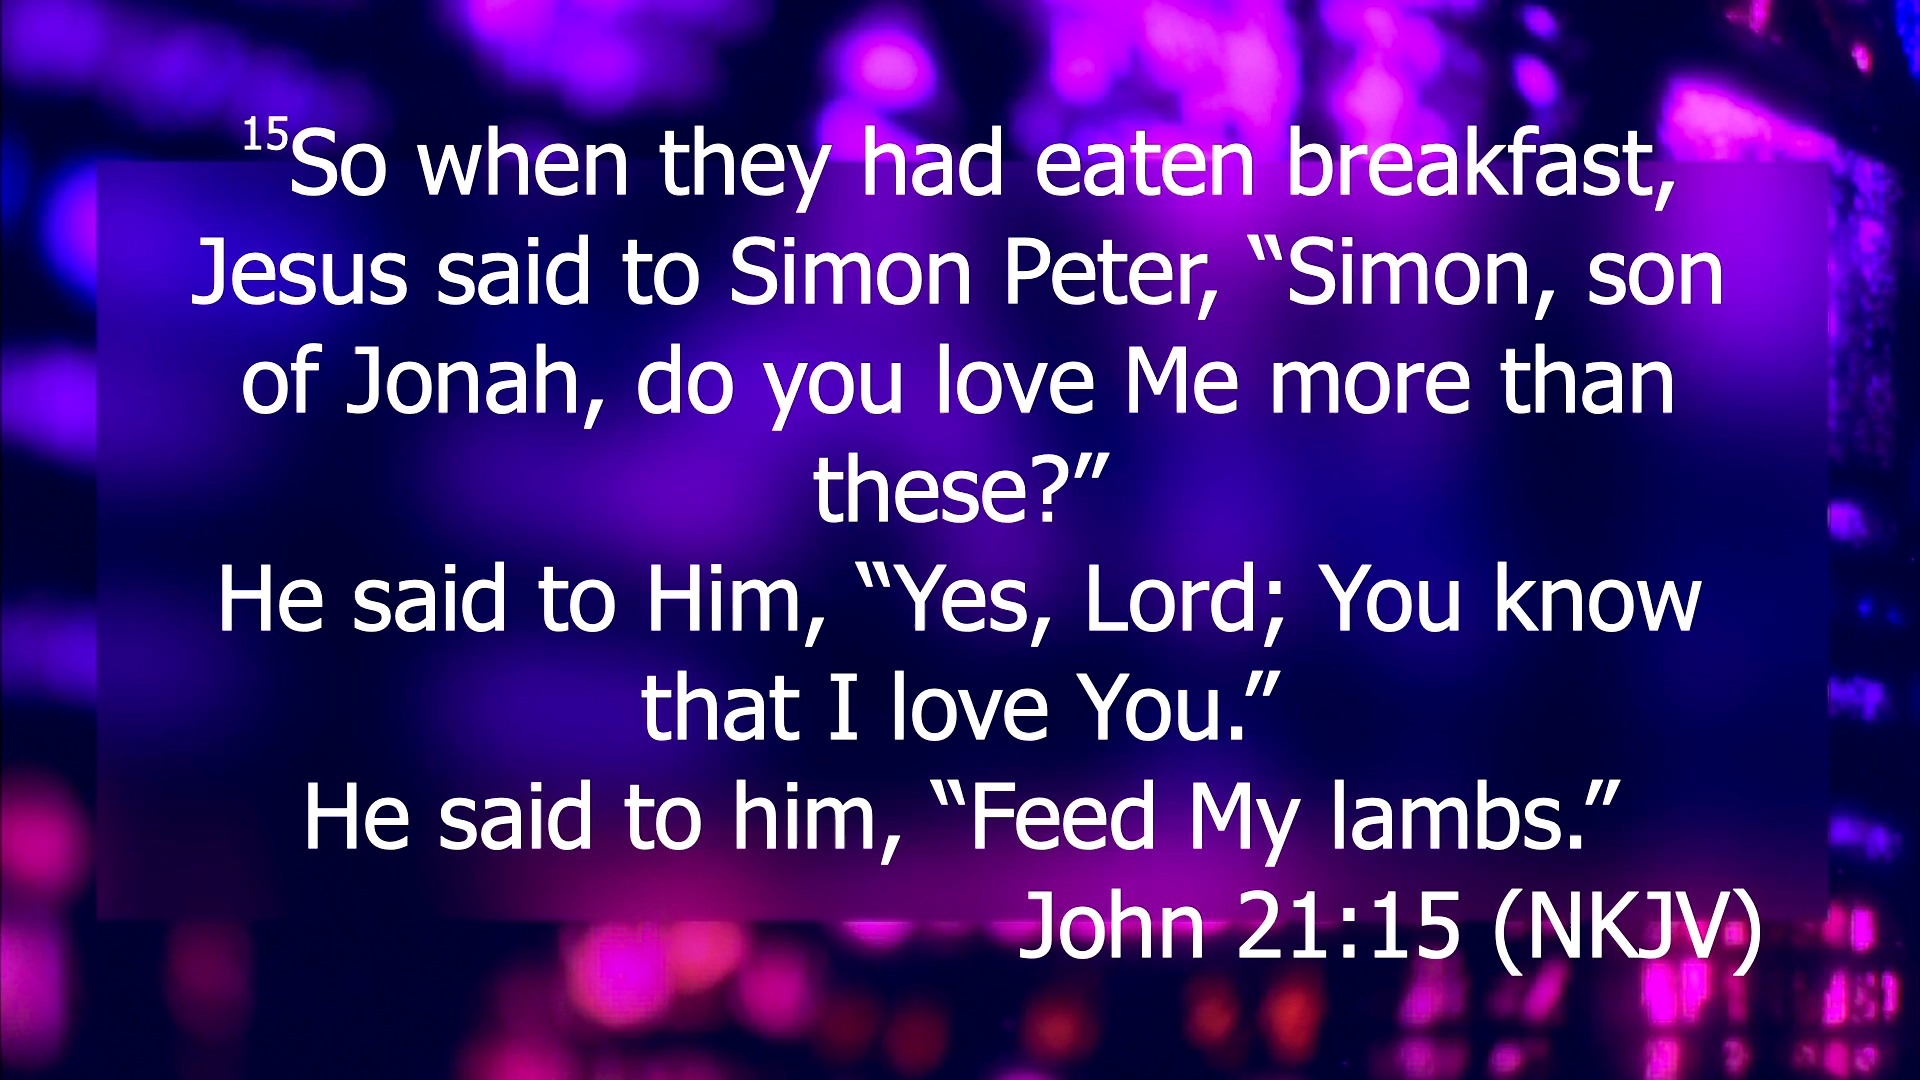 15So when they had eaten breakfast,
Jesus said to Simon Peter, “Simon, son
of Jonah, do you love Me more than
these?”
He said to Him, “Yes, Lord; You know
that I love You.”
He said to him, “Feed My lambs.”
John 21:15 (NKJV)